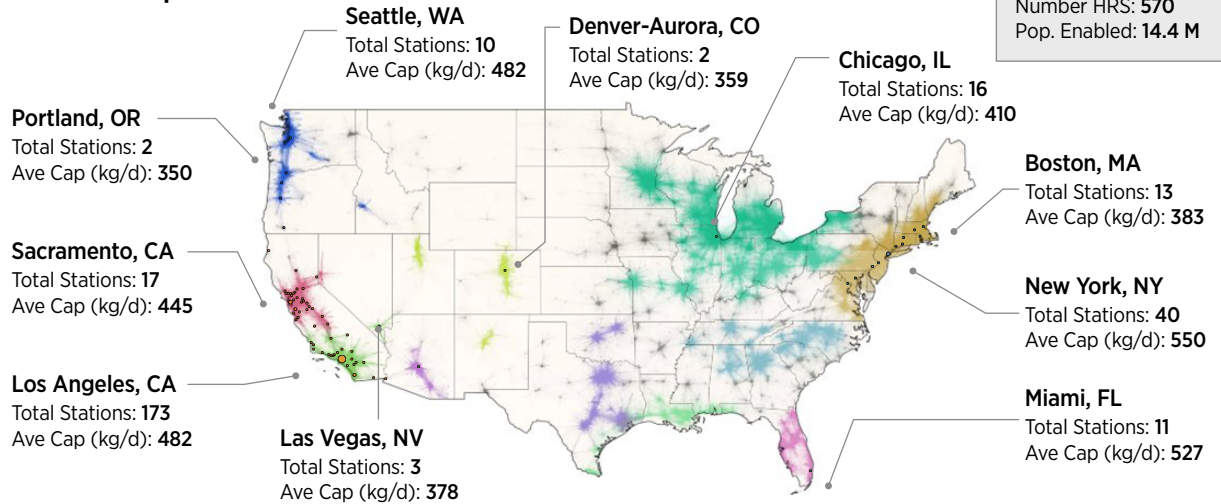 Number HRS: 570
Pop. Enabled: 14.4 M
Seattle, WA
Total Stations: 10
Ave Cap (kg/d): 482
Denver-Aurora, CO
Total Stations: 2
Ave Cap (kg/d): 359
Chicago, IL
Total Stations: 16
Ave Cap (kg/d): 410
Portland, OR
Total Stations: 2
Ave Cap (kg/d): 350
Boston, MA
Total Stations: 13
Ave Cap (kg/d): 383
Sacramento, CA
Total Stations: 17
Ave Cap (kg/d): 445
New York, NY
Total Stations: 40
Ave Cap (kg/d): 550
Los Angeles, CA
Total Stations: 173
Ave Cap (kg/d): 482
Miami, FL
Total Stations: 11
Ave Cap (kg/d): 527
Las Vegas, NV
Total Stations: 3
Ave Cap (kg/d): 378